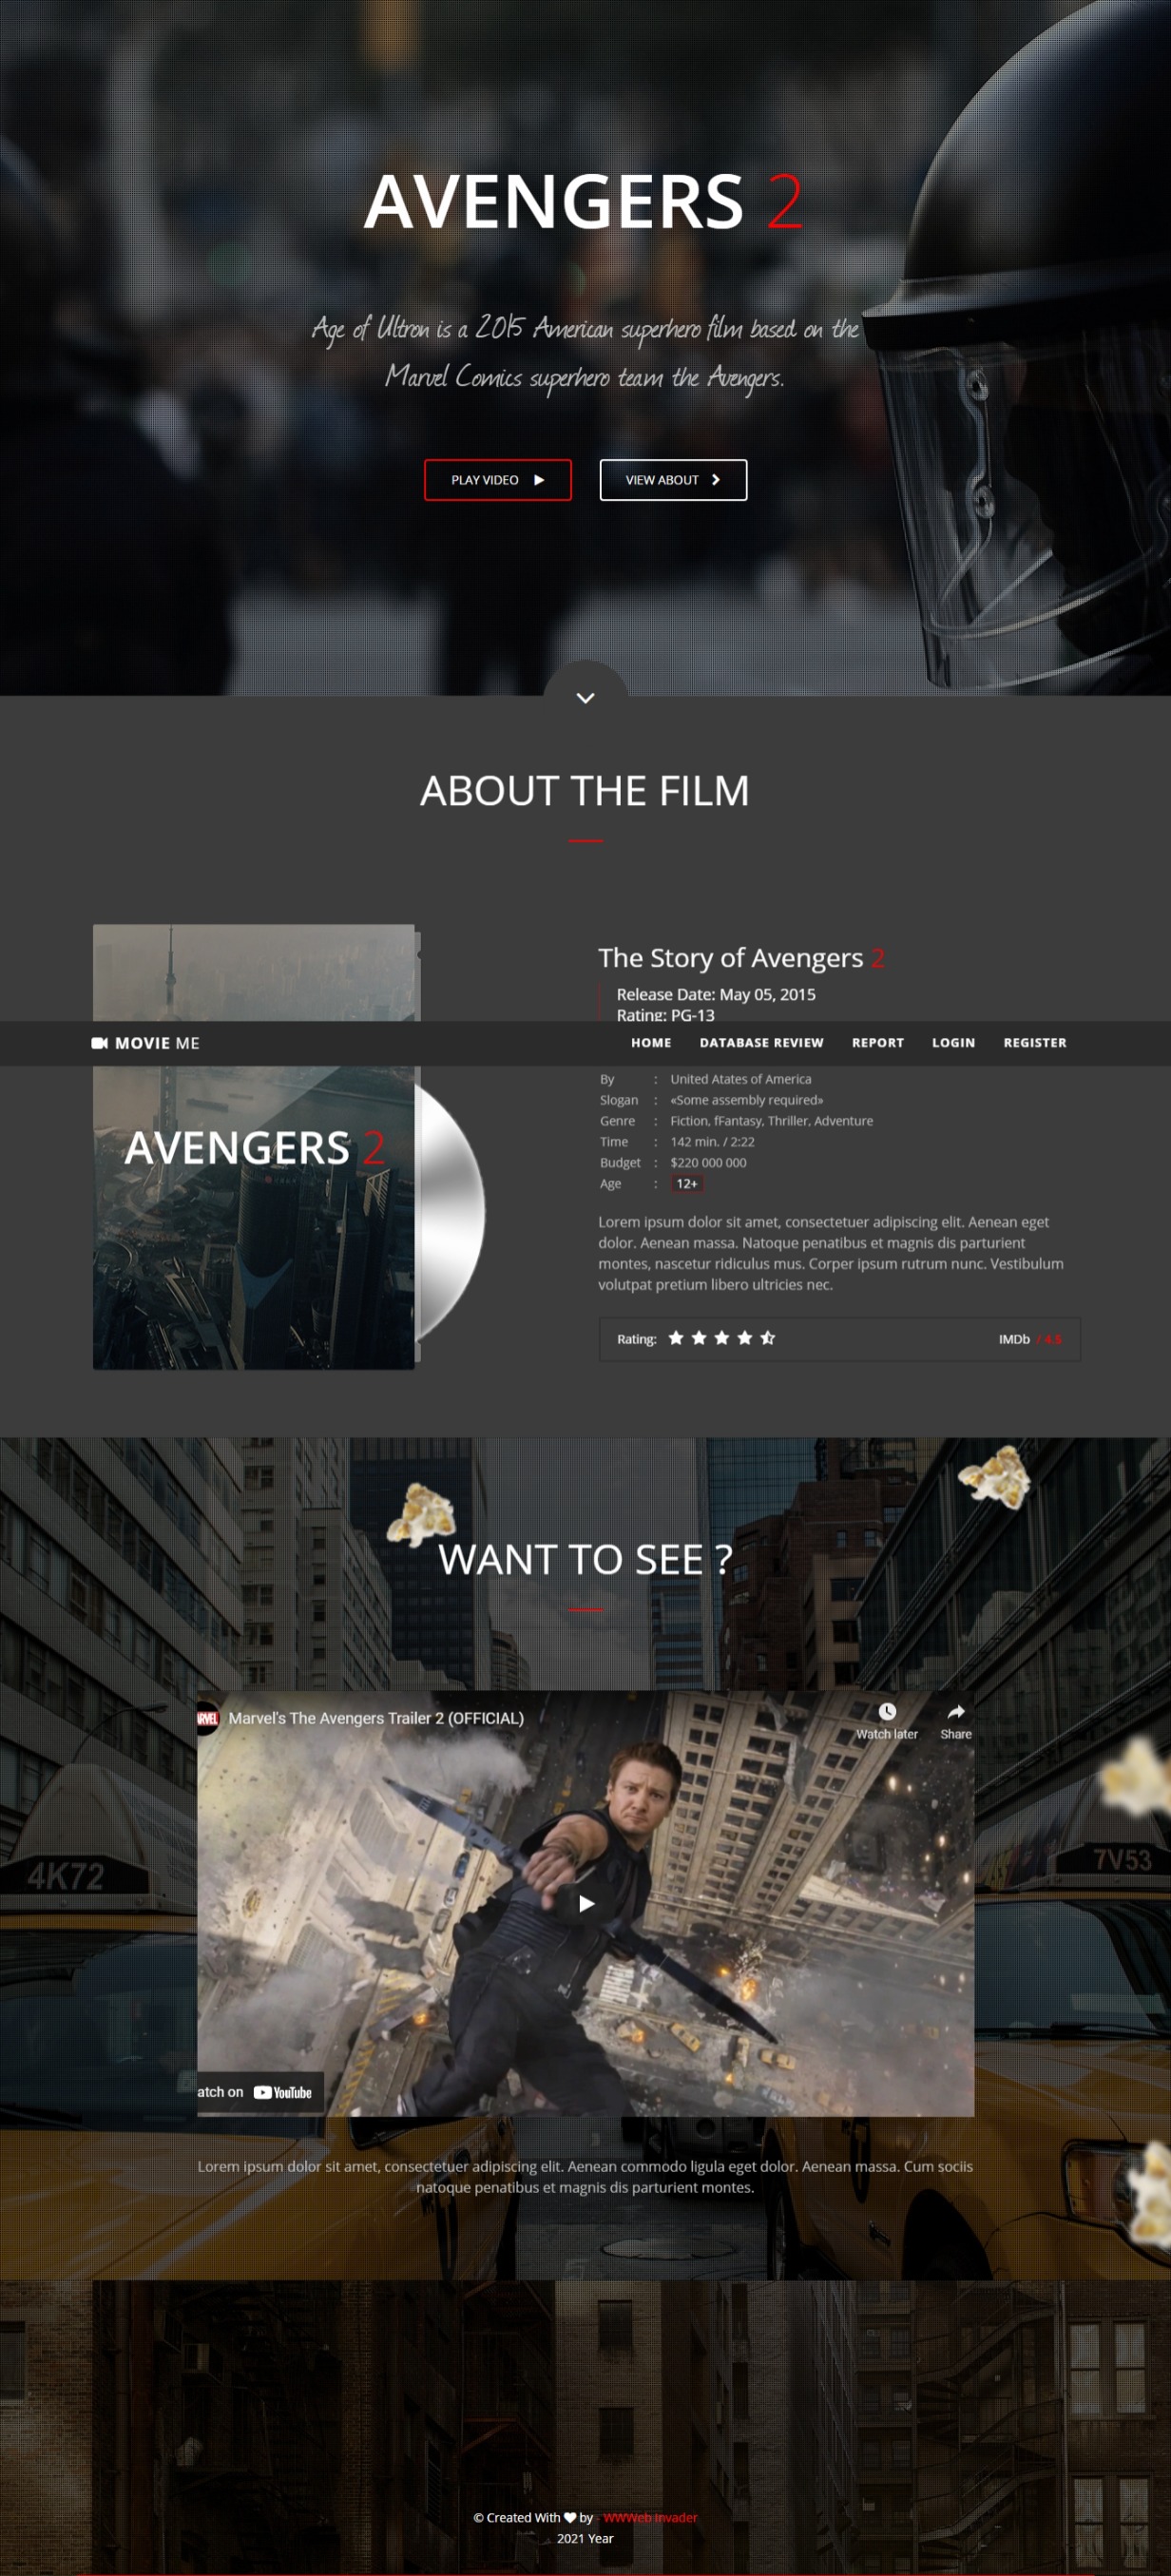 AVENGERS 2
Age of Ultron is a 2015 American superhero film based on the
Marvel Comics superhero team the Avengers.
PLAY VIDEO
VIEW ABOUT
ABOUT THE FILM
The Story of Avengers 2
Release Date: May 05, 2015
Rating: PG-13
MOVIE ME
HOME DATABASE REVIEW REPORT LOGIN REGISTER
AVENGERS 2
By : United Atates of America
Slogan : «Some assembly required»
Genre : Fiction, fFantasy, Thriller, Adventure
Time : 142 min. / 2:22
Budget : $220 000 000
Age : 12+
Lorem ipsum dolor sit amet, consectetuer adipiscing elit. Aenean eget
dolor. Aenean massa. Natoque penatibus et magnis dis parturient
montes, nascetur ridiculus mus. Corper ipsum rutrum nunc. Vestibulum
volutpat pretium libero ultricies nec.
Rating:
IMDb / 4.5
WANT TO SEE ?
Marvel's The Avengers Trailer 2 (OFFICIAL)
Watch later
Share
4K72
7V53
atch on YouTube
Lorem ipsum dolor sit amet, consectetuer adipiscing elit. Aenean commodo ligula eget dolor. Aenean massa. Cum sociis
natoque penatibus et magnis dis parturient montes.
© Created With ♥ by - WWWeb Invader
2021 Year